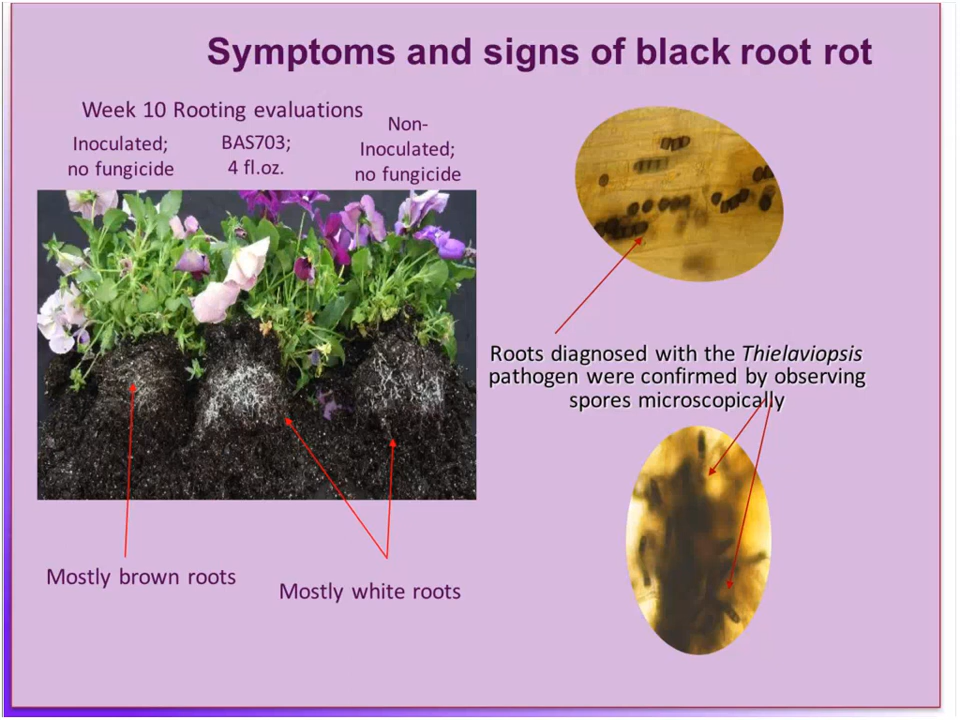 Symptoms and signs of black root rot
Week 10 Rooting evaluations
Inoculated;
no fungicide
BAS703;
4 fl.oz.
Non-
Inoculated;
no fungicide
Roots diagnosed with the Thielaviopsis
pathogen were confirmed by observing
spores microscopically
Mostly brown roots
Mostly white roots